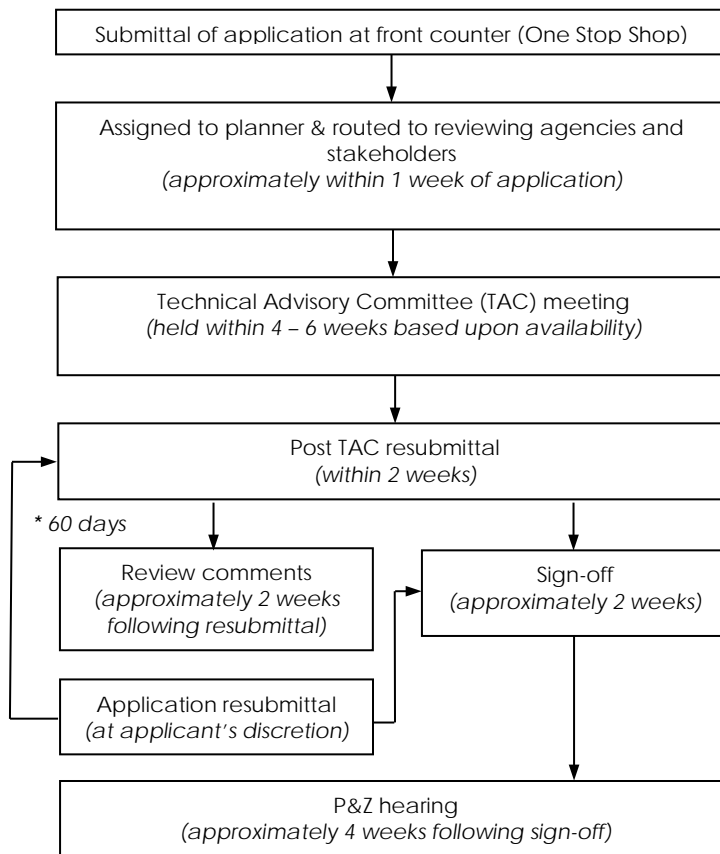 Submittal of application at front counter (One Stop Shop)
Assigned to planner & routed to reviewing agencies and
stakeholders
(approximately within 1 week of application)
Technical Advisory Committee (TAC) meeting
(held within 4 – 6 weeks based upon availability)
Post TAC resubmittal
(within 2 weeks)
* 60 days
Review comments
(approximately 2 weeks
following resubmittal)
Sign-off
(approximately 2 weeks)
Application resubmittal
(at applicant's discretion)
P&Z hearing
(approximately 4 weeks following sign-off)